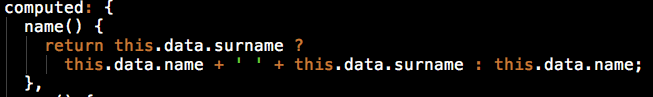 computed: {
name() {
return this.data.surname ?
this.data.name + ' ' + this.data.surname : this.data.name;
},